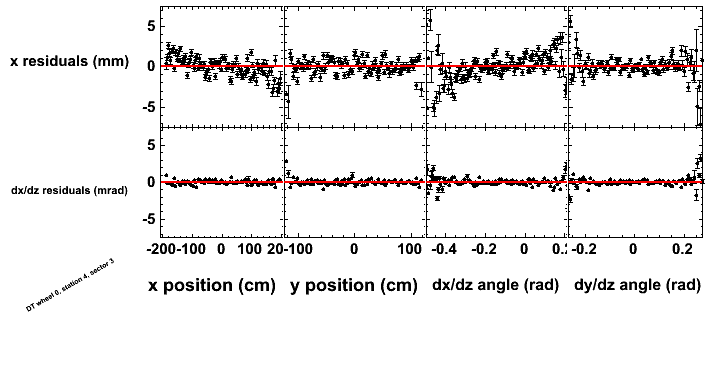 x residuals (mm)
5
0
-5
dx/dz residuals (mrad)
5
0
-5
-200 -100 0 100 20
-100 0 100
-0.4 -0.2 0 0.
-0.2 0 0.2
x position (cm) y position (cm) dx/dz angle (rad) dy/dz angle (rad)
DT wheel 0, station 4, sector 3